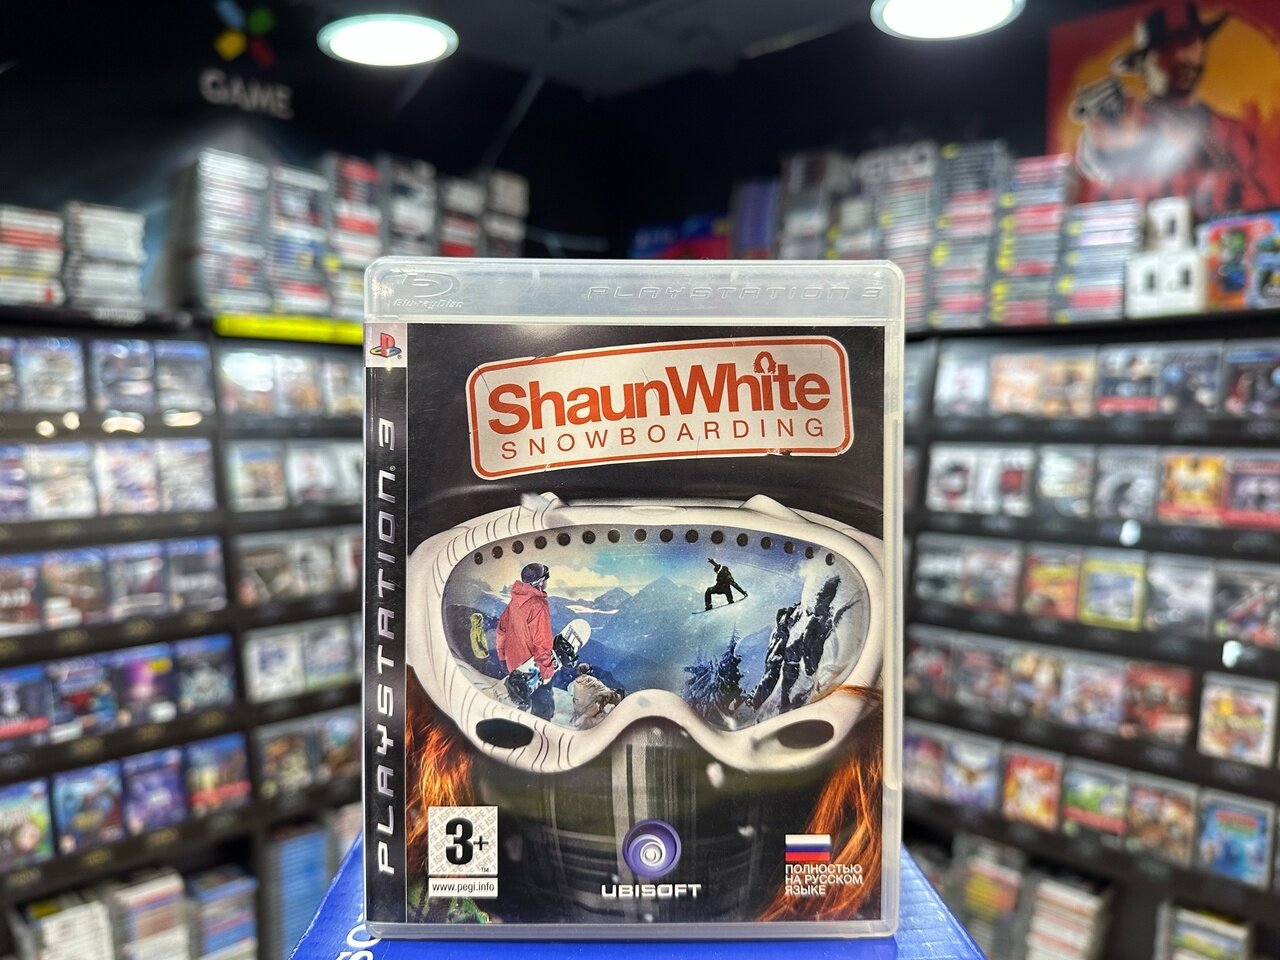 GAME
Blu-ray Disc
PLAYSTATION 3
PLAYSTATION 3
ShaunWhite
SNOWBOARDING
3+
TM
www.pegi.info
UBISOFT
ПОЛНОСТЬЮ
НА РУССКОМ
ЯЗЫКЕ